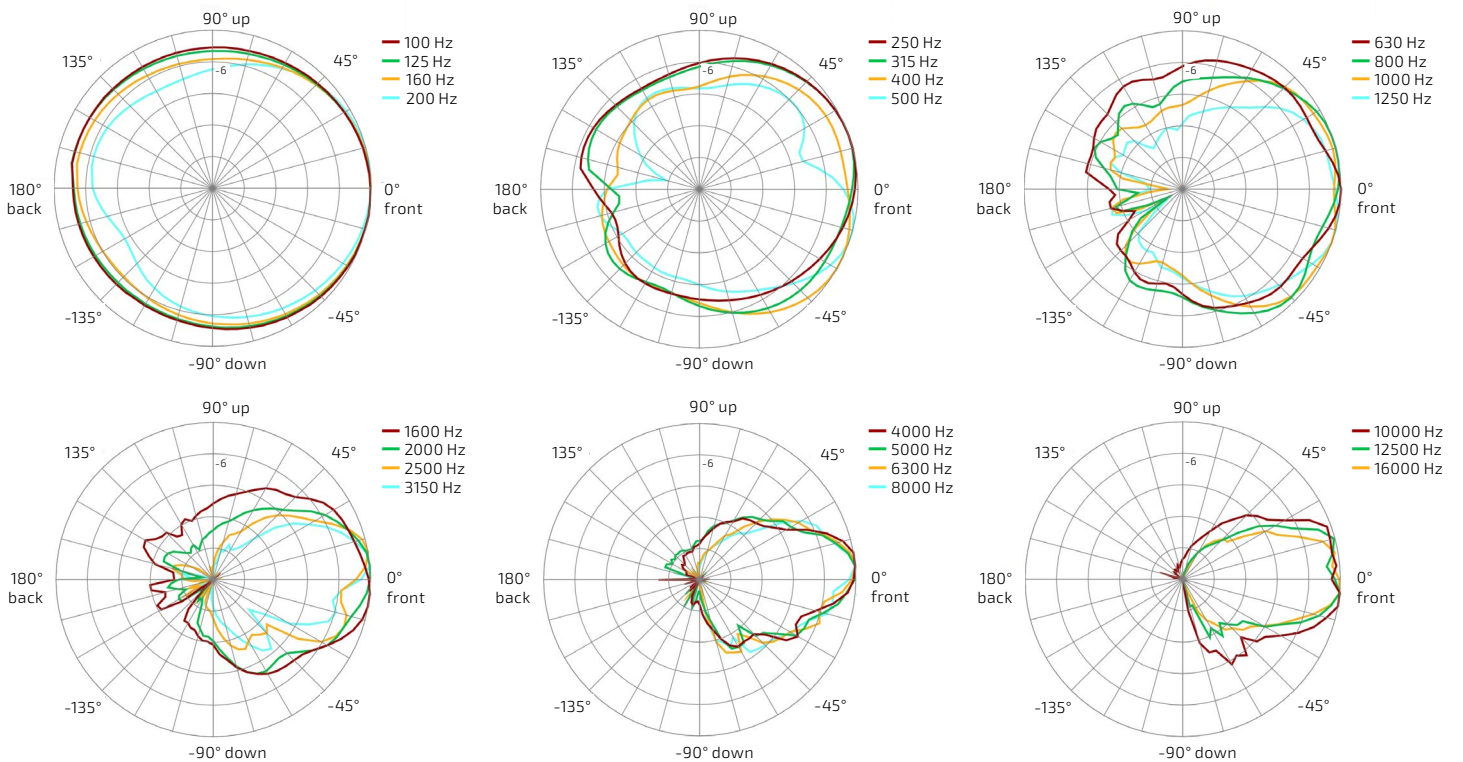 90° up
135°
45°
-6
180°
back
0°
front
-135°
-45°
-90° down
100 Hz
125 Hz
160 Hz
200 Hz
90° up
135°
45°
-6
180°
back
0°
front
-135°
-45°
-90° down
250 Hz
315 Hz
400 Hz
500 Hz
90° up
135°
45°
-6
180°
back
0°
front
-135°
-45°
-90° down
630 Hz
800 Hz
1000 Hz
1250 Hz
90° up
135°
45°
-6
180°
back
0°
front
-135°
-45°
-90° down
1600 Hz
2000 Hz
2500 Hz
3150 Hz
90° up
135°
45°
-6
180°
back
0°
front
-135°
-45°
-90° down
4000 Hz
5000 Hz
6300 Hz
8000 Hz
90° up
135°
45°
-6
180°
back
0°
front
-135°
-45°
-90° down
10000 Hz
12500 Hz
16000 Hz